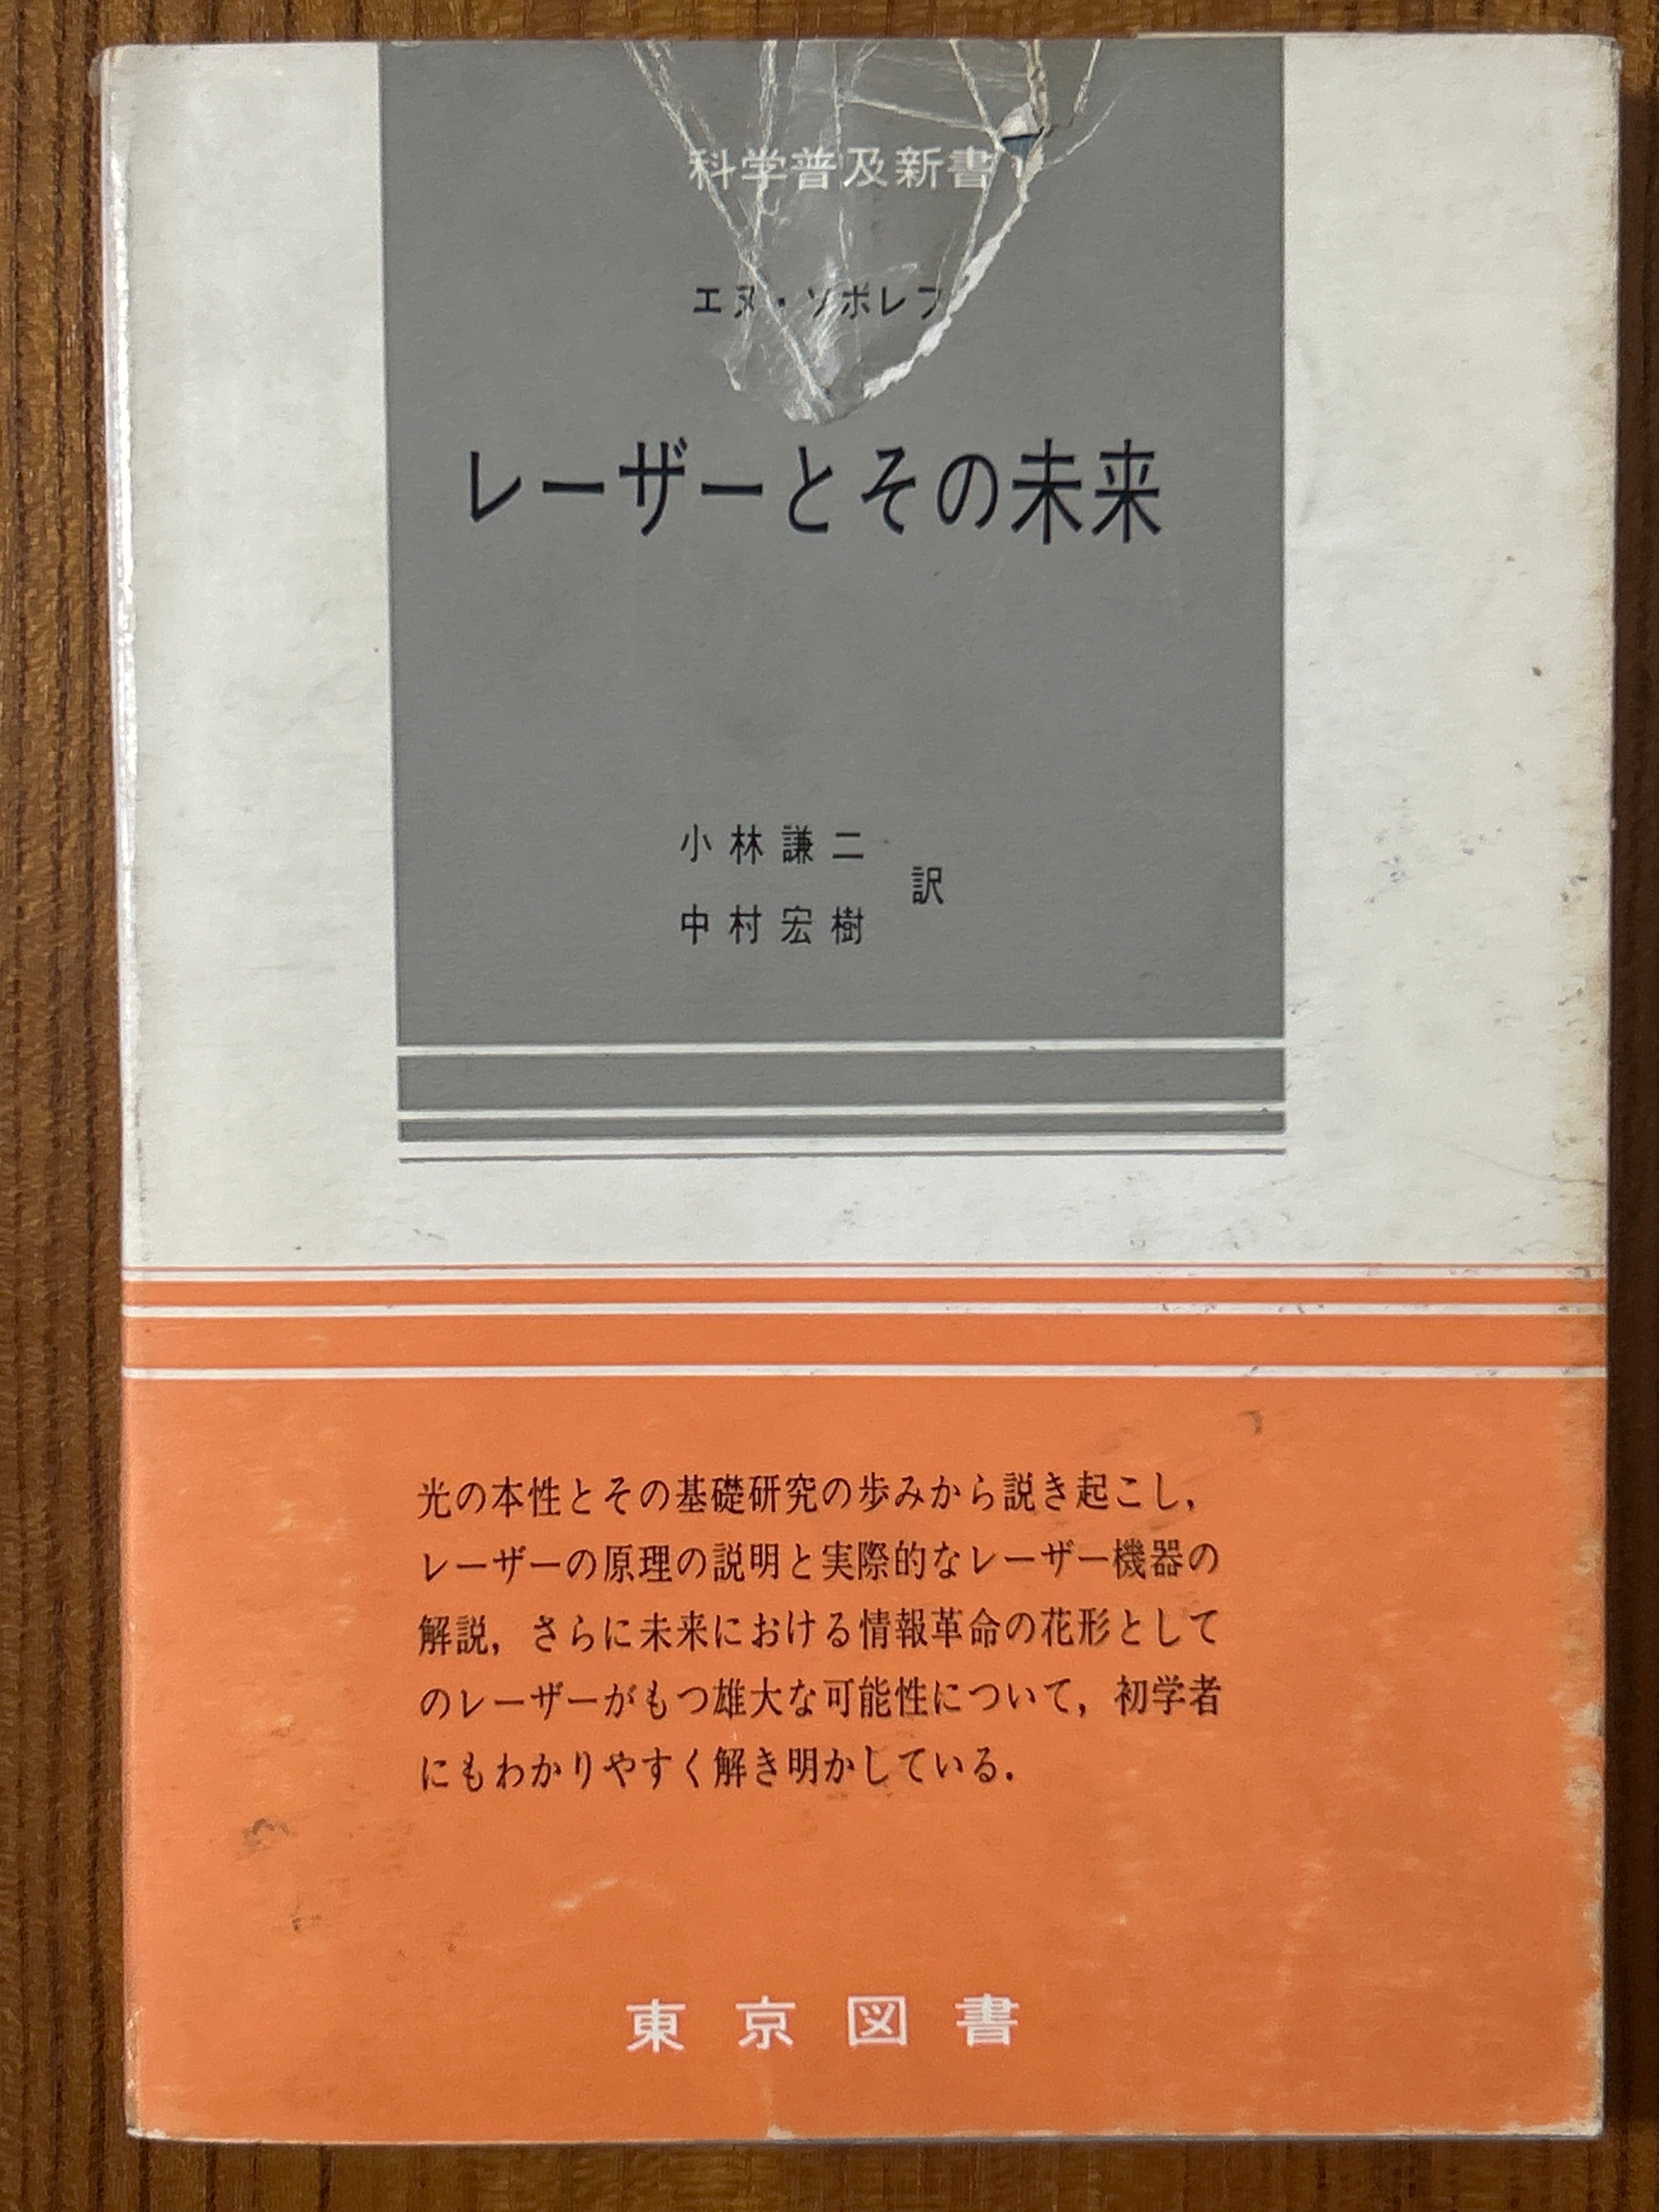 科学普及新書
エヌ・ソボレフ
レーザーとその未来
小林謙二
中村宏樹
訳
光の本性とその基礎研究の歩みから説き起こし，
レーザーの原理の説明と実際的なレーザー機器の
解説，さらに未来における情報革命の花形として
のレーザーがもつ雄大な可能性について，初学者
にもわかりやすく解き明かしている．
東京図書